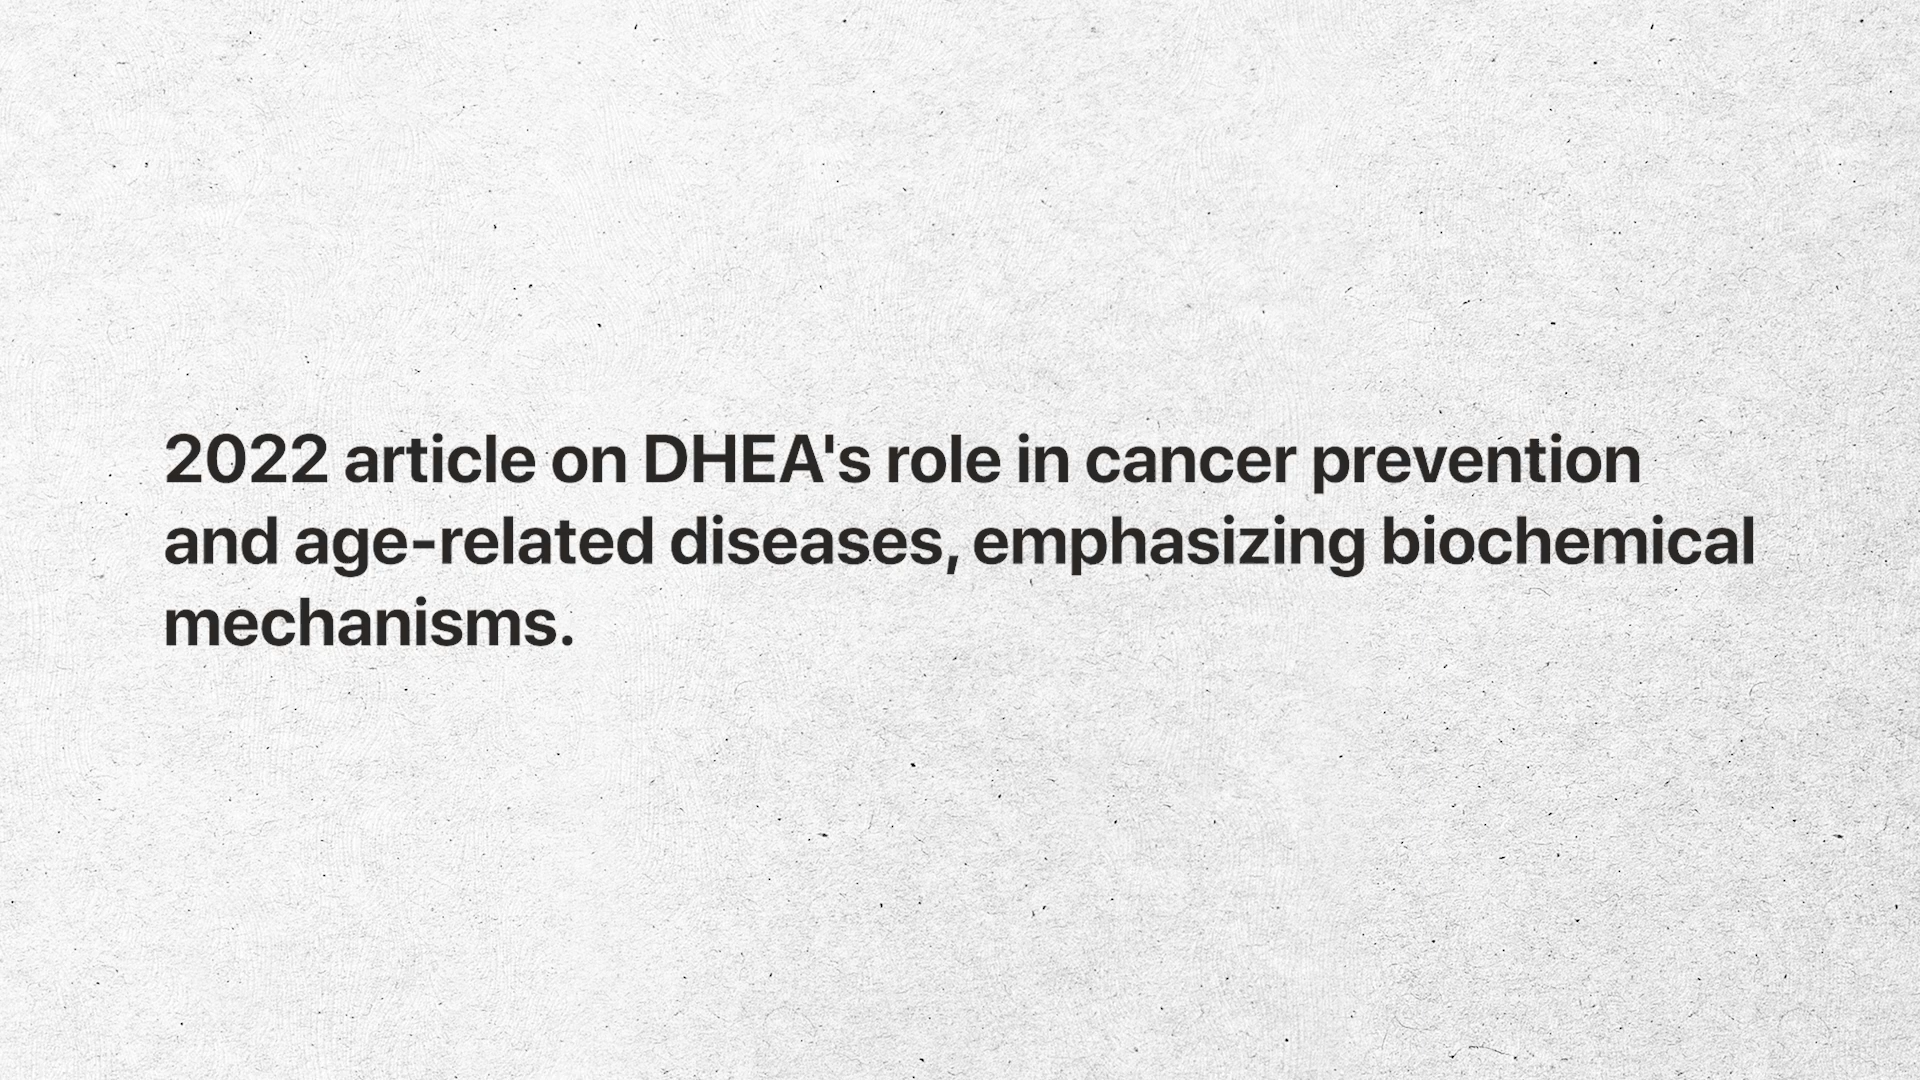 2022 article on DHEA's role in cancer prevention
and age-related diseases, emphasizing biochemical
mechanisms.